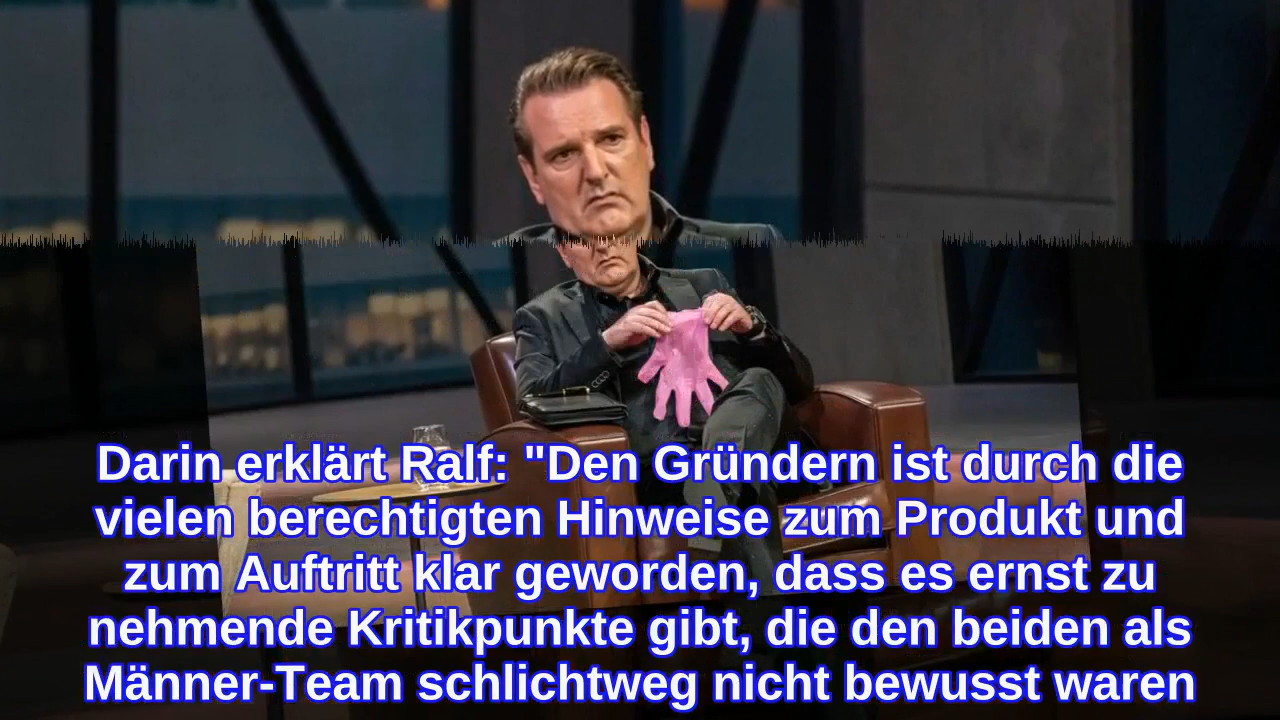 Darin erklärt Ralf: "Den Gründern ist durch die
vielen berechtigten Hinweise zum Produkt und
zum Auftritt klar geworden, dass es ernst zu
nehmende Kritikpunkte gibt, die den beiden als
Männer-Team schlichtweg nicht bewusst waren